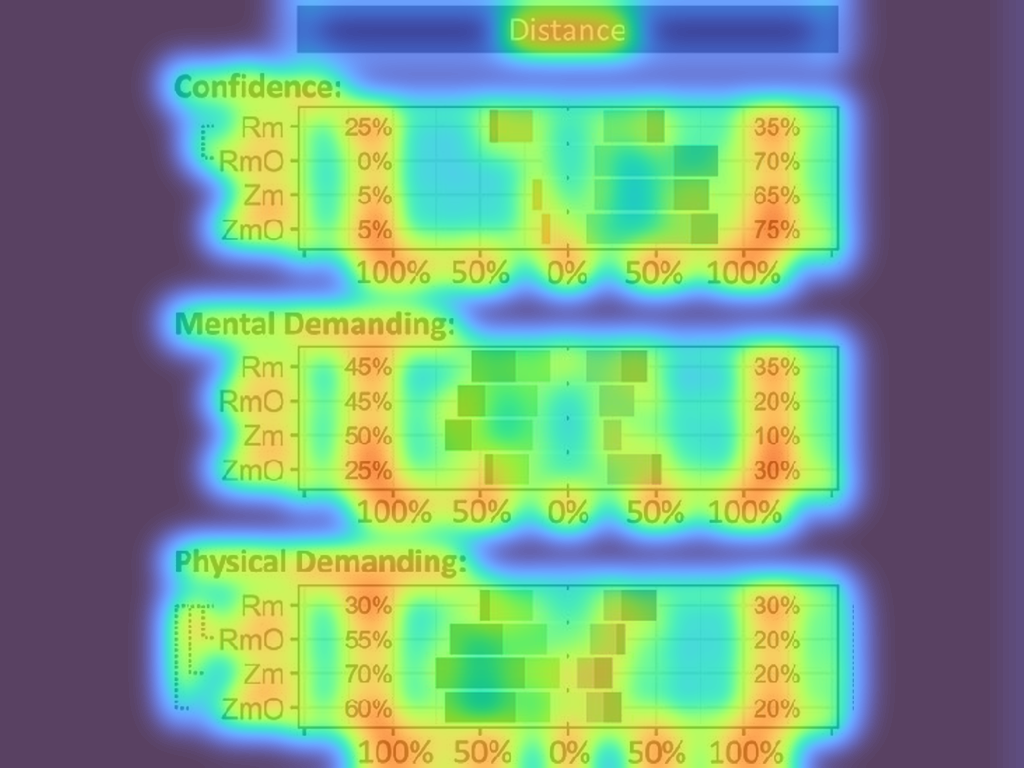 Distance
Confidence:
Rm 25% 35%
RmO 0% 70%
Zm 5% 65%
ZmO 5% 75%
100% 50% 0% 50% 100%
Mental Demanding:
Rm 45% 35%
RmO 45% 20%
Zm 50% 10%
ZmO 25% 30%
100% 50% 0% 50% 100%
Physical Demanding:
Rm 30% 30%
RmO 55% 20%
Zm 70% 20%
ZmO 60% 20%
100% 50% 0% 50% 100%